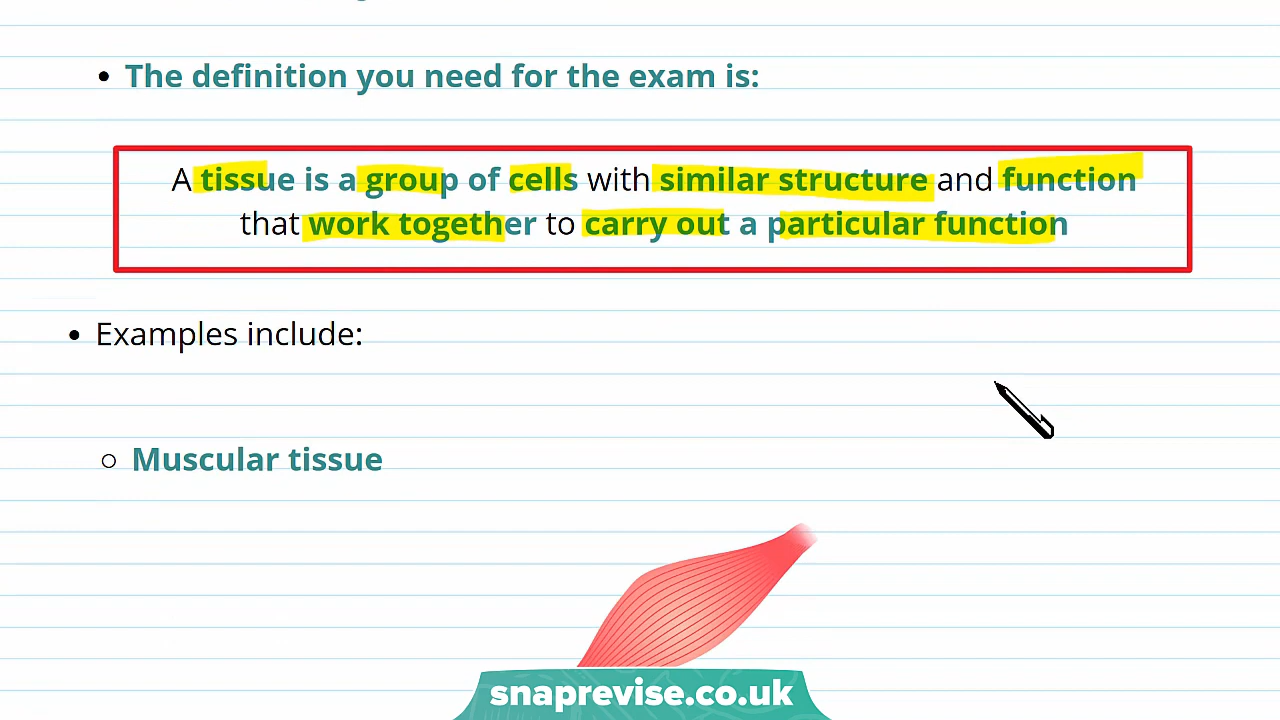 The definition you need for the exam is:
A tissue is a group of cells with similar structure and function
that work together to carry out a particular function
Examples include:
Muscular tissue
snaprevise.co.uk